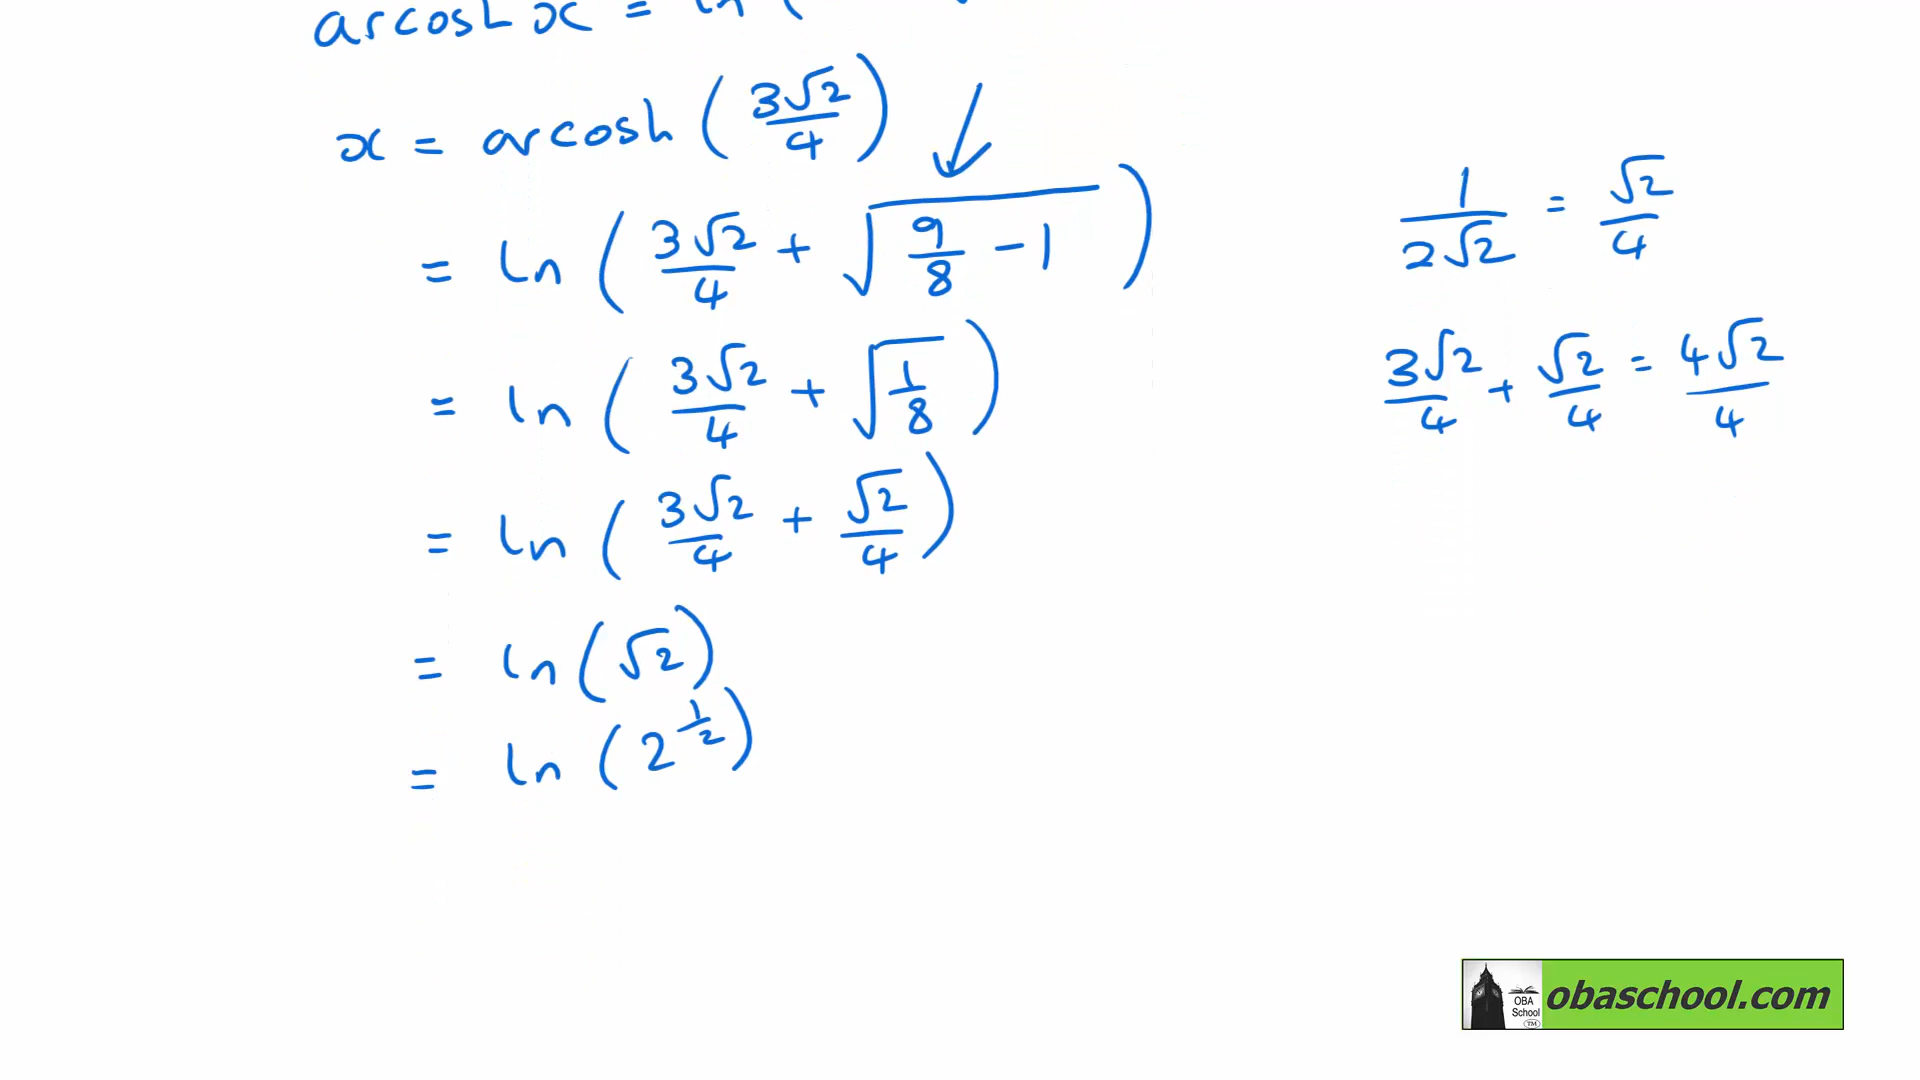 arcosh x = ln (
x = arcosh (3√2/4)
= ln (3√2/4 + √(9/8 - 1))
= ln (3√2/4 + √(1/8))
= ln (3√2/4 + √2/4)
= ln (√2)
= ln (2^(1/2))
1/(2√2) = √2/4
3√2/4 + √2/4 = 4√2/4
OBA
School
TM
obaschool.com